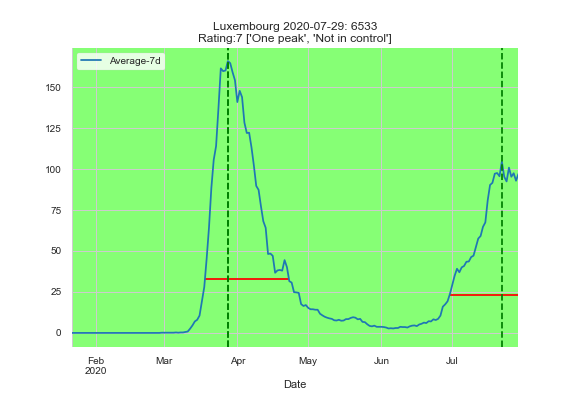 Luxembourg 2020-07-29: 6533
Rating:7 ['One peak', 'Not in control']
Average-7d
150
125
100
75
50
25
0
Feb Mar Apr May Jun Jul
2020
Date